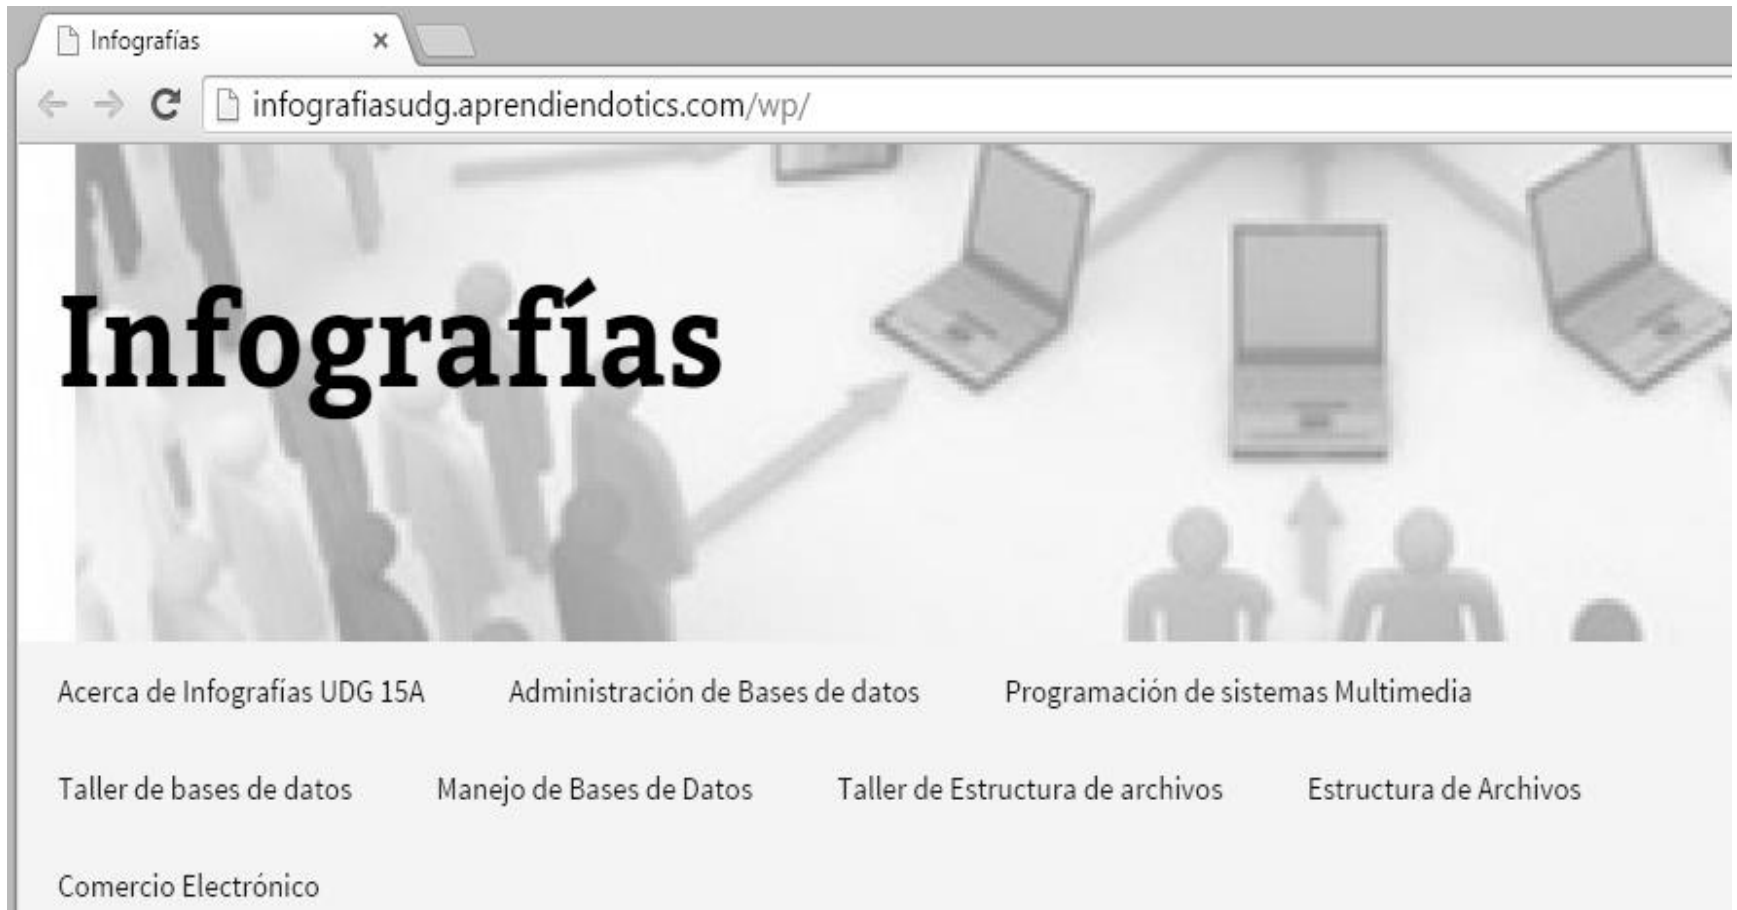 Infografías
infografiasudg.aprendiendotics.com/wp/
Infografías
Acerca de Infografías UDG 15A Administración de Bases de datos Programación de sistemas Multimedia
Taller de bases de datos Manejo de Bases de Datos Taller de Estructura de archivos Estructura de Archivos
Comercio Electrónico